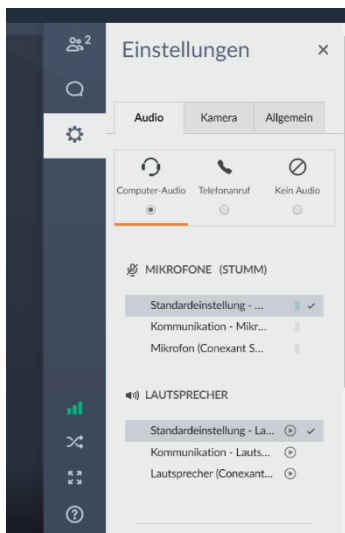 2
Einstellungen
Audio Kamera Allgemein
Computer-Audio Telefonanruf Kein Audio
MIKROFONE (STUMM)
Standardeinstellung - ...
Kommunikation - Mikr...
Mikrofon (Conexant S...
LAUTSPRECHER
Standardeinstellung - La...
Kommunikation - Lauts...
Lautsprecher (Conexant...